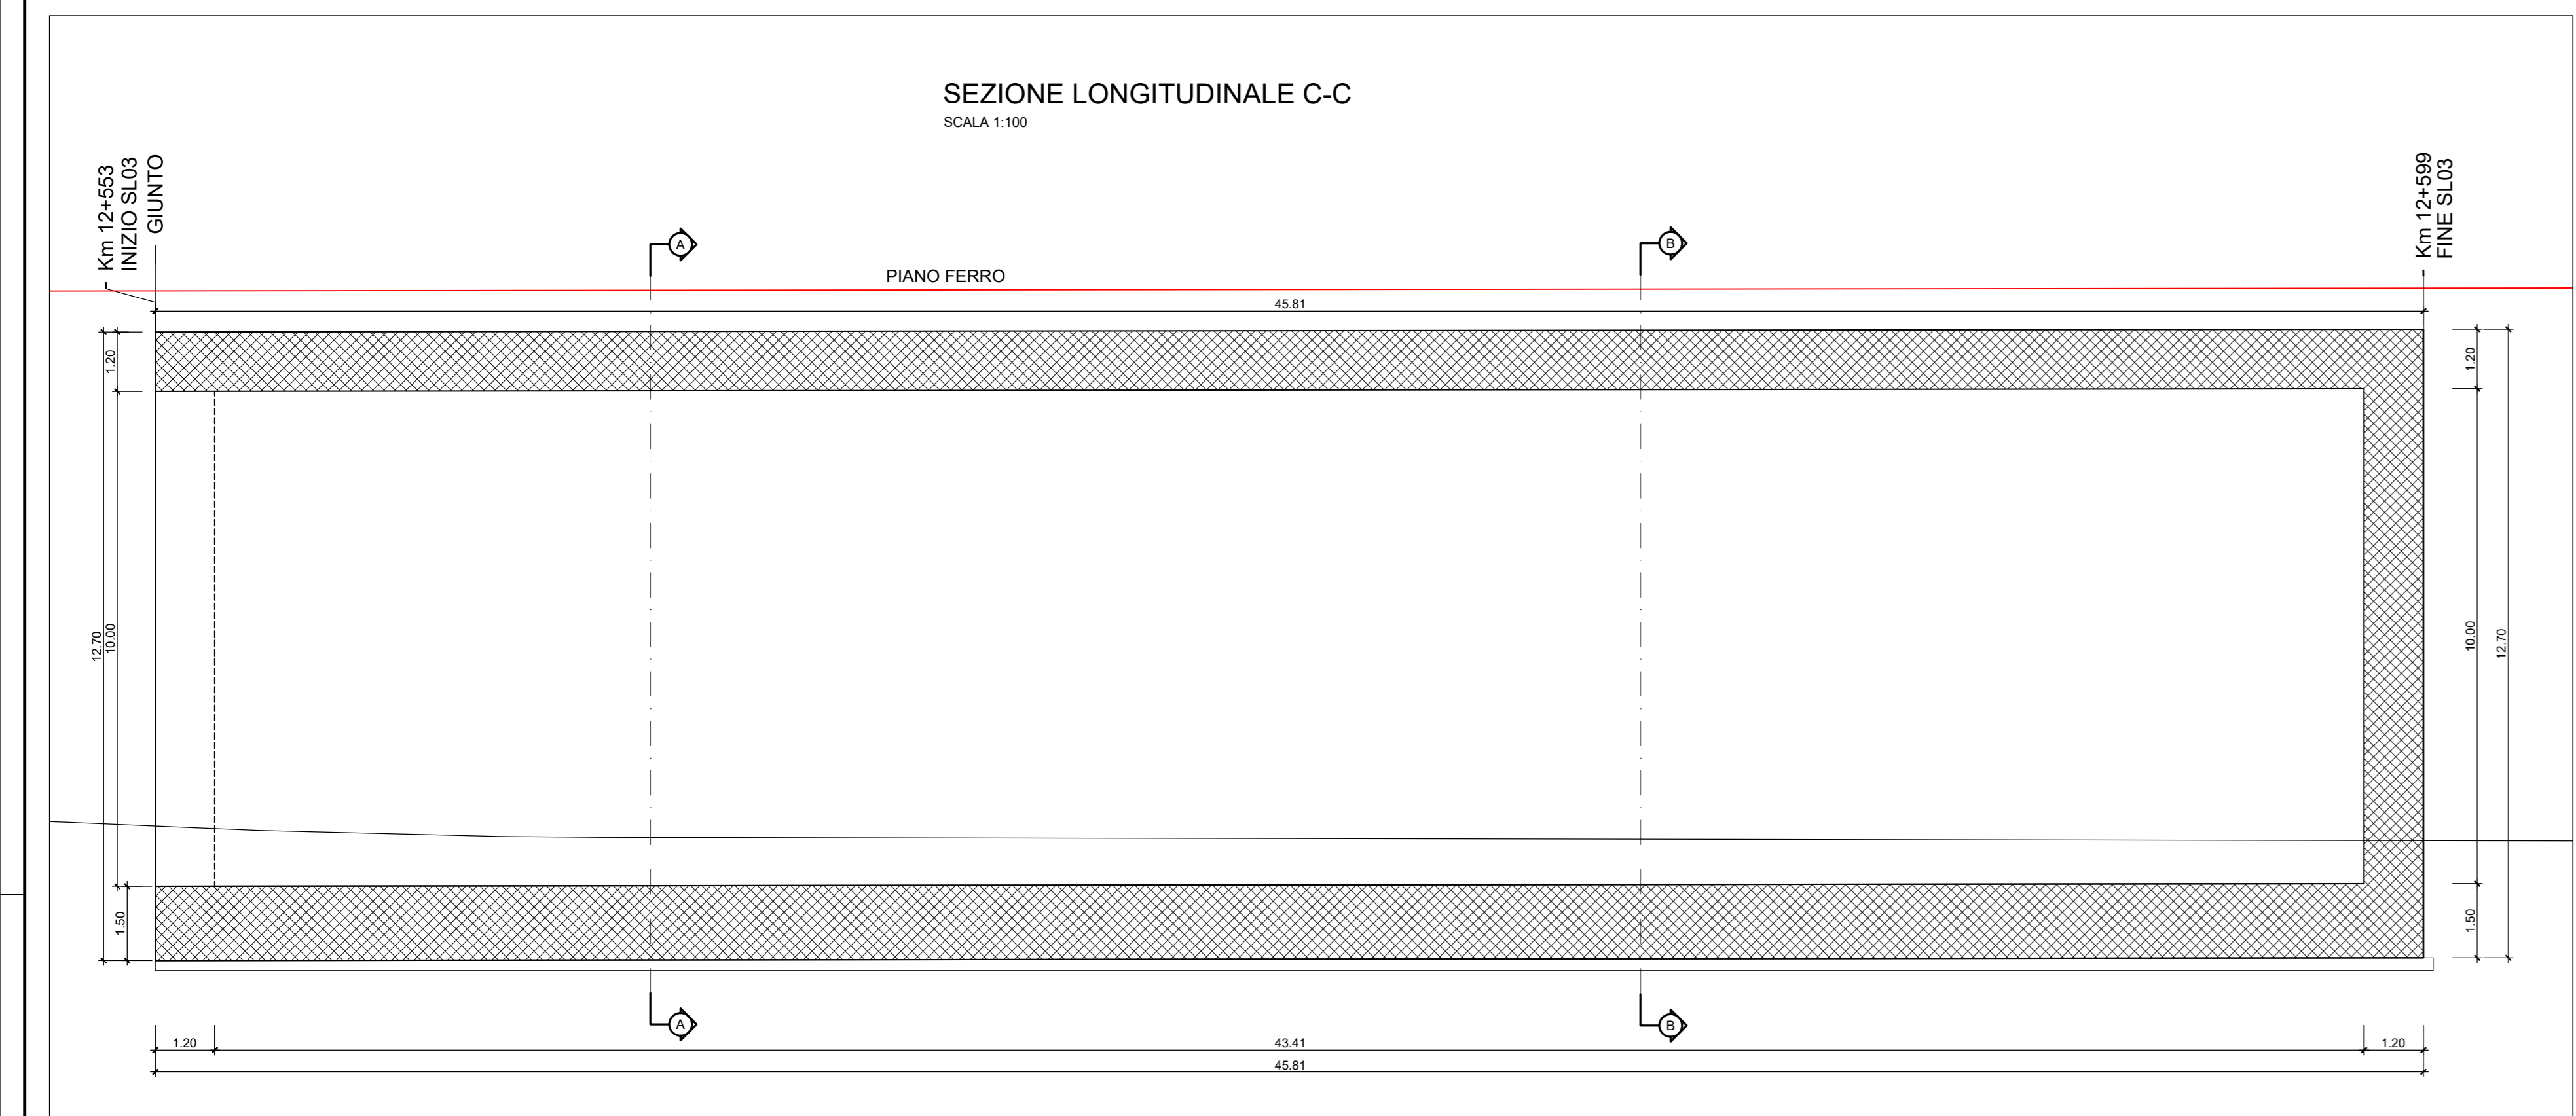 SEZIONE LONGITUDINALE C-C
SCALA 1:100
Km 12+553
INIZIO SL03
GIUNTO
Km 12+599
FINE SL03
A
B
PIANO FERRO
45.81
1.20
1.20
12.70
10.00
10.00
12.70
1.50
1.50
A
B
1.20
43.41
1.20
45.81